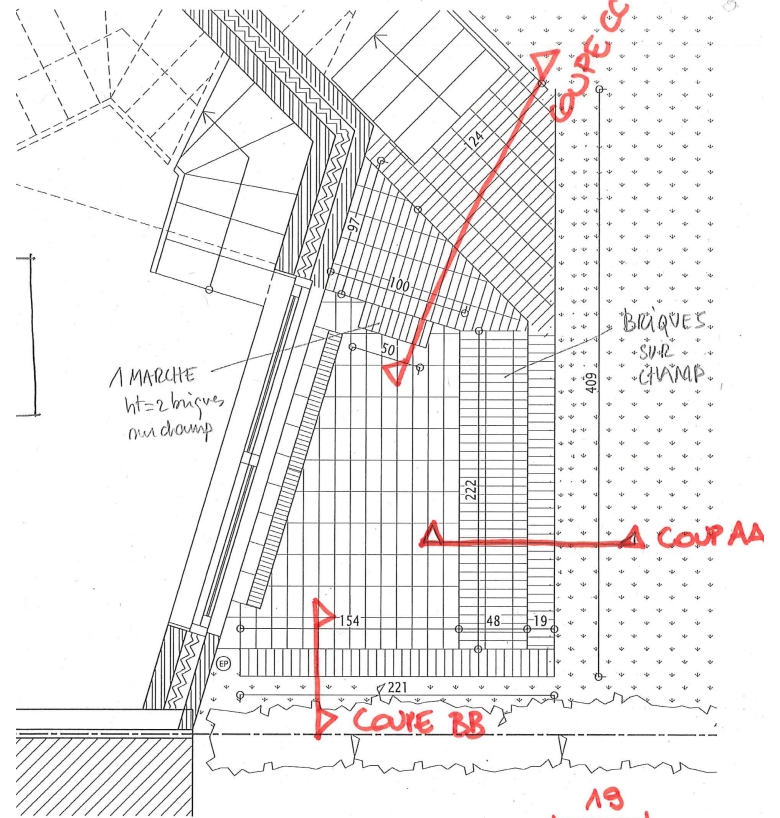 COUPE CC
124
97
100
BRIQUES
SUR
CHAMP
50
409
1 MARCHE
ht=2 briques
sur champ
222
COUP AA
154
48
19
EP
221
COUPE BB
19